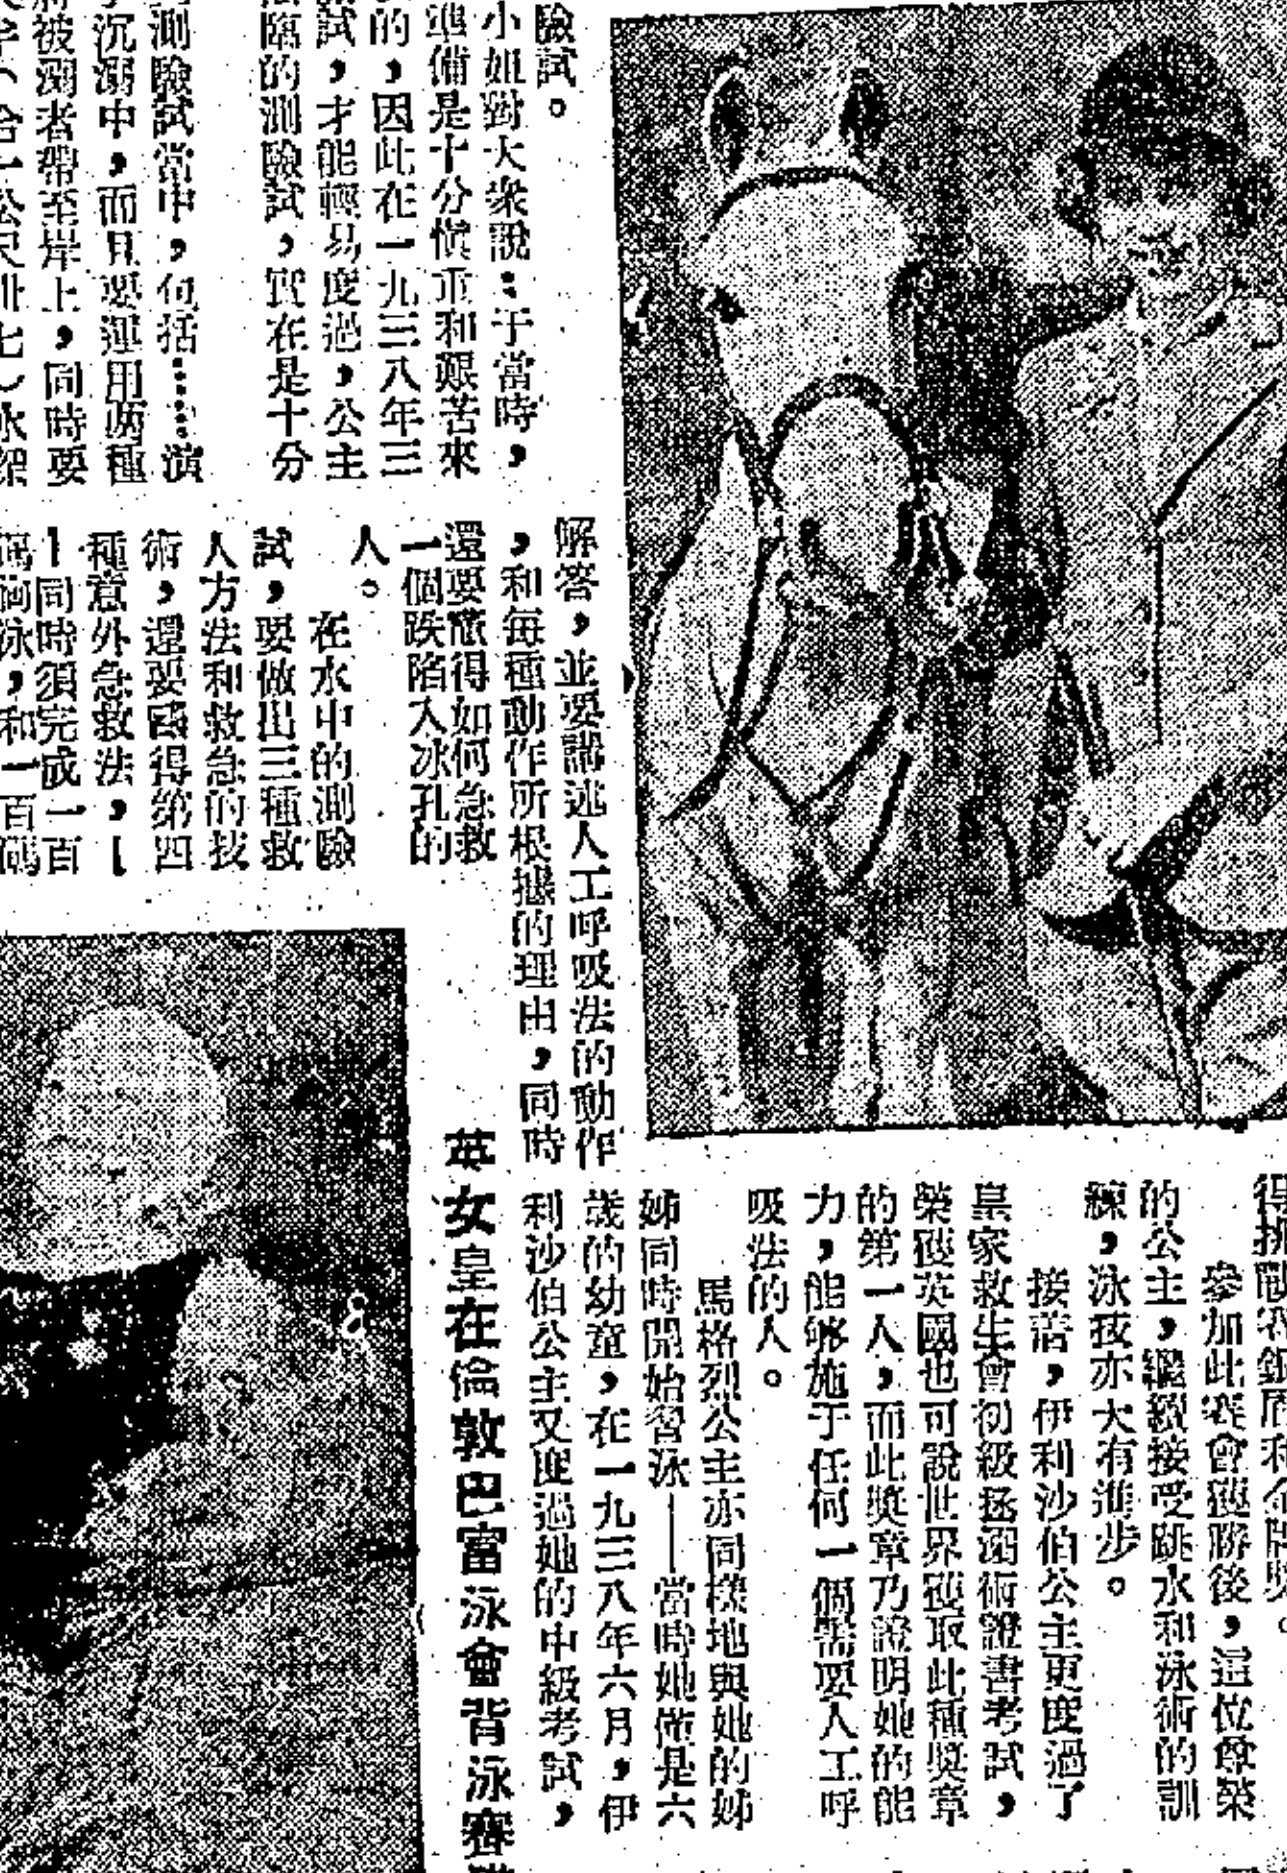 參加此賽會獲勝後，這位尊榮
的公主，繼續接受跳水和泳術的訓
練，泳孩亦大有進步。
接着，伊利沙伯公主更度過了
皇家救生會初級拯溺術證書考試，
榮獲英國也可說世界獲取此種獎章
的第一人，而此獎章乃證明她的能
力，能够施于任何一個需要人工呼
吸法的人。
馬格烈公主亦同樣地與她的姊
姊同時開始習泳——當時她僅是六
歲的幼童，在一九三八年六月，伊
利沙伯公主又度過她的中級考試，
英女皇在倫敦巴富泳會背泳賽
解答，並要講述人工呼吸法的動作
，和每種動作所根據的理由，同時
還要懂得如何急救
一個跌陷入冰孔的
人。
在水中的測驗
試，要做出三種救
人方法和救急的技
術，還要國得第四
種意外急救法，【
】同時須完成一百
碼胸泳，和一百碼
驗試。
小姐對大衆說：于當時，
準備是十分慎重和艱苦來
的，因此在一九三八年三
試，才能輕易度過，公主
臨的測驗試，實在是十分
測驗試當中，包括……演
沉溺中，而且要運用兩種
被溺者帶至岸上，同時要